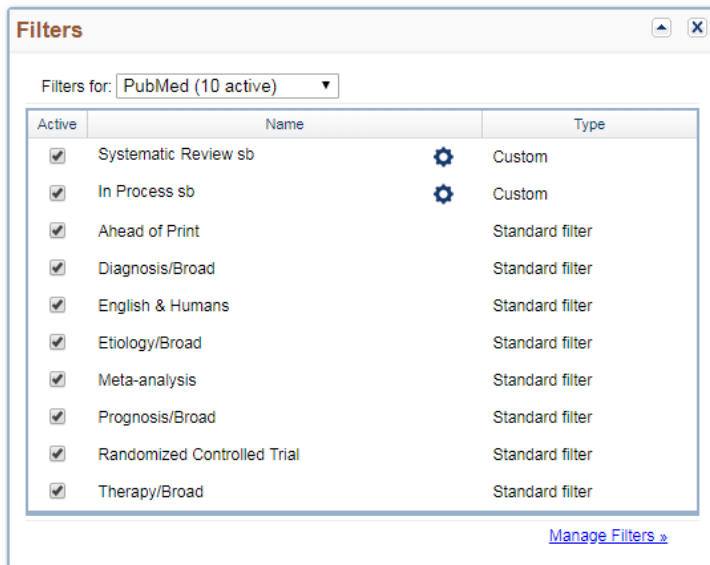 Filters
Filters for: PubMed (10 active)
Active Name Type
Systematic Review sb Custom
In Process sb Custom
Ahead of Print Standard filter
Diagnosis/Broad Standard filter
English & Humans Standard filter
Etiology/Broad Standard filter
Meta-analysis Standard filter
Prognosis/Broad Standard filter
Randomized Controlled Trial Standard filter
Therapy/Broad Standard filter
Manage Filters »